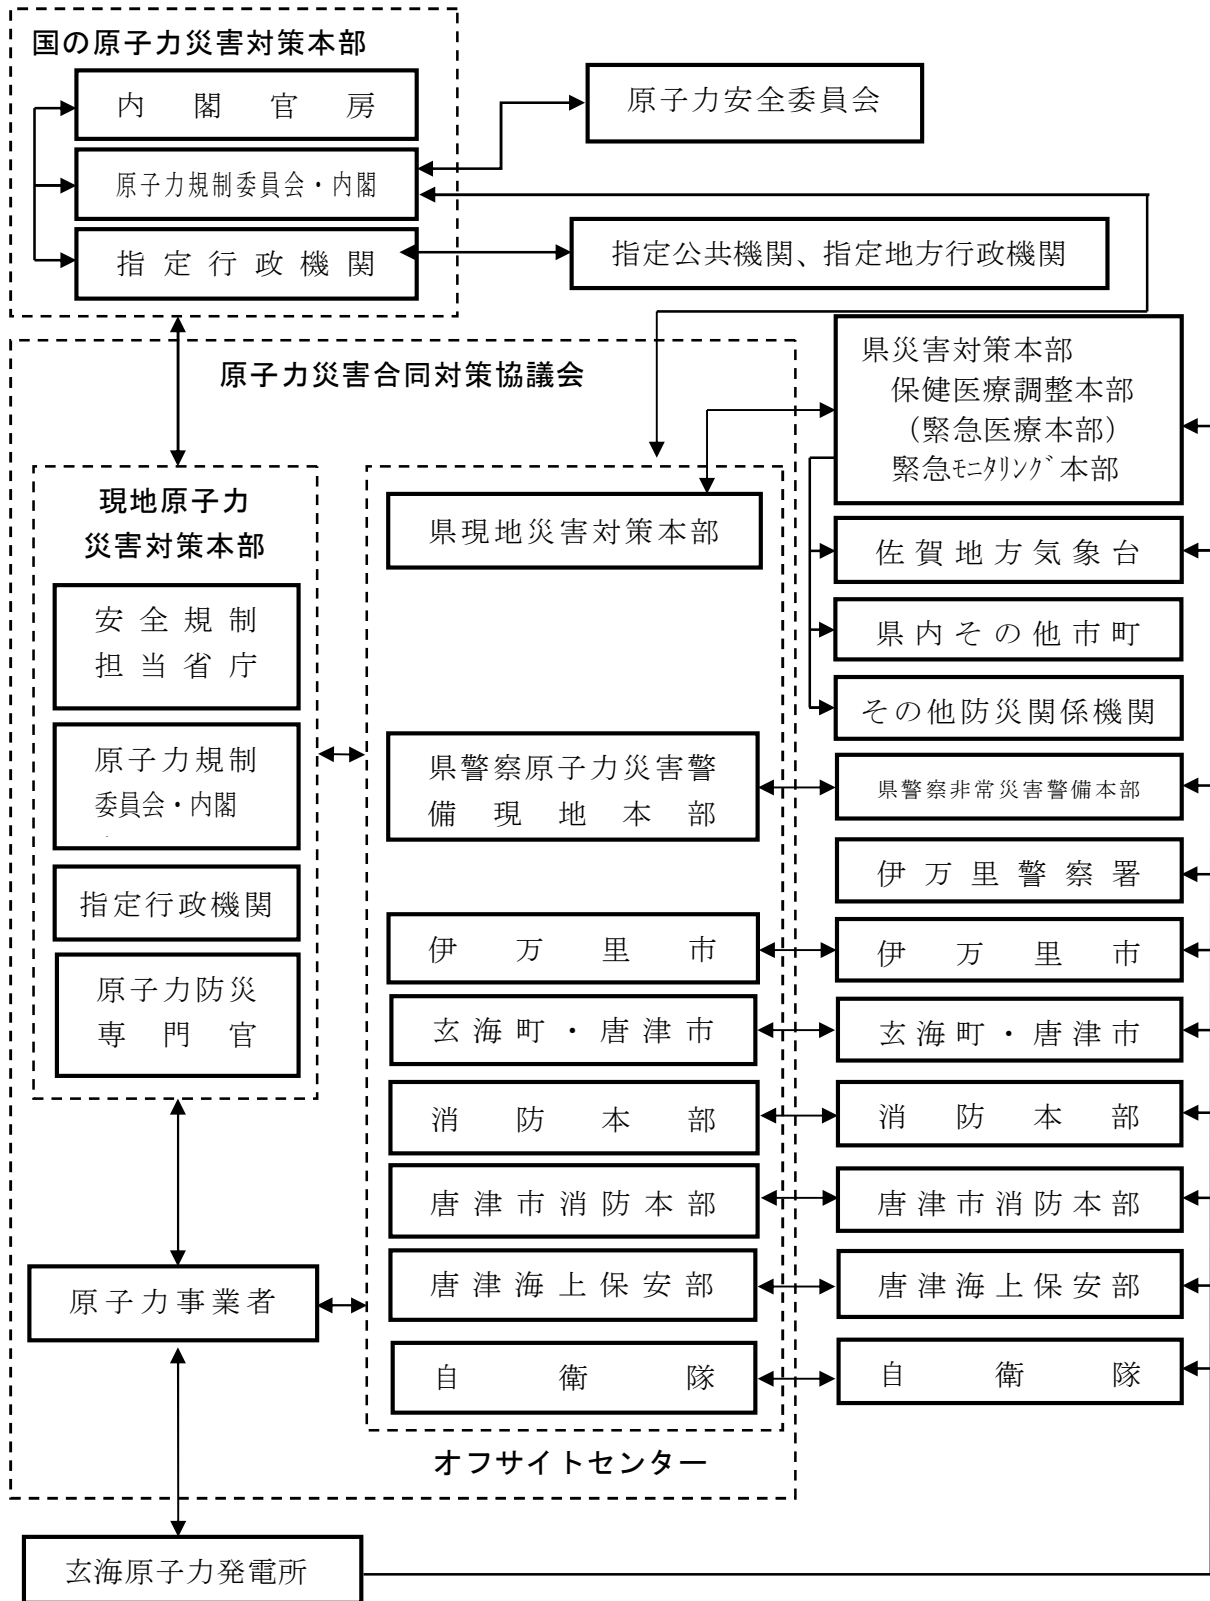 国の原子力災害対策本部
内閣官房
原子力規制委員会・内閣
指定行政機関
原子力安全委員会
指定公共機関、指定地方行政機関
原子力災害合同対策協議会
県災害対策本部
保健医療調整本部
（緊急医療本部）
緊急ﾓﾆﾀﾘﾝｸﾞ本部
現地原子力
災害対策本部
安全規制
担当省庁
原子力規制
委員会・内閣
指定行政機関
原子力防災
専門官
原子力事業者
県現地災害対策本部
県警察原子力災害警
備現地本部
伊万里市
玄海町・唐津市
消防本部
唐津市消防本部
唐津海上保安部
自衛隊
オフサイトセンター
佐賀地方気象台
県内その他市町
その他防災関係機関
県警察非常災害警備本部
伊万里警察署
伊万里市
玄海町・唐津市
消防本部
唐津市消防本部
唐津海上保安部
自衛隊
玄海原子力発電所